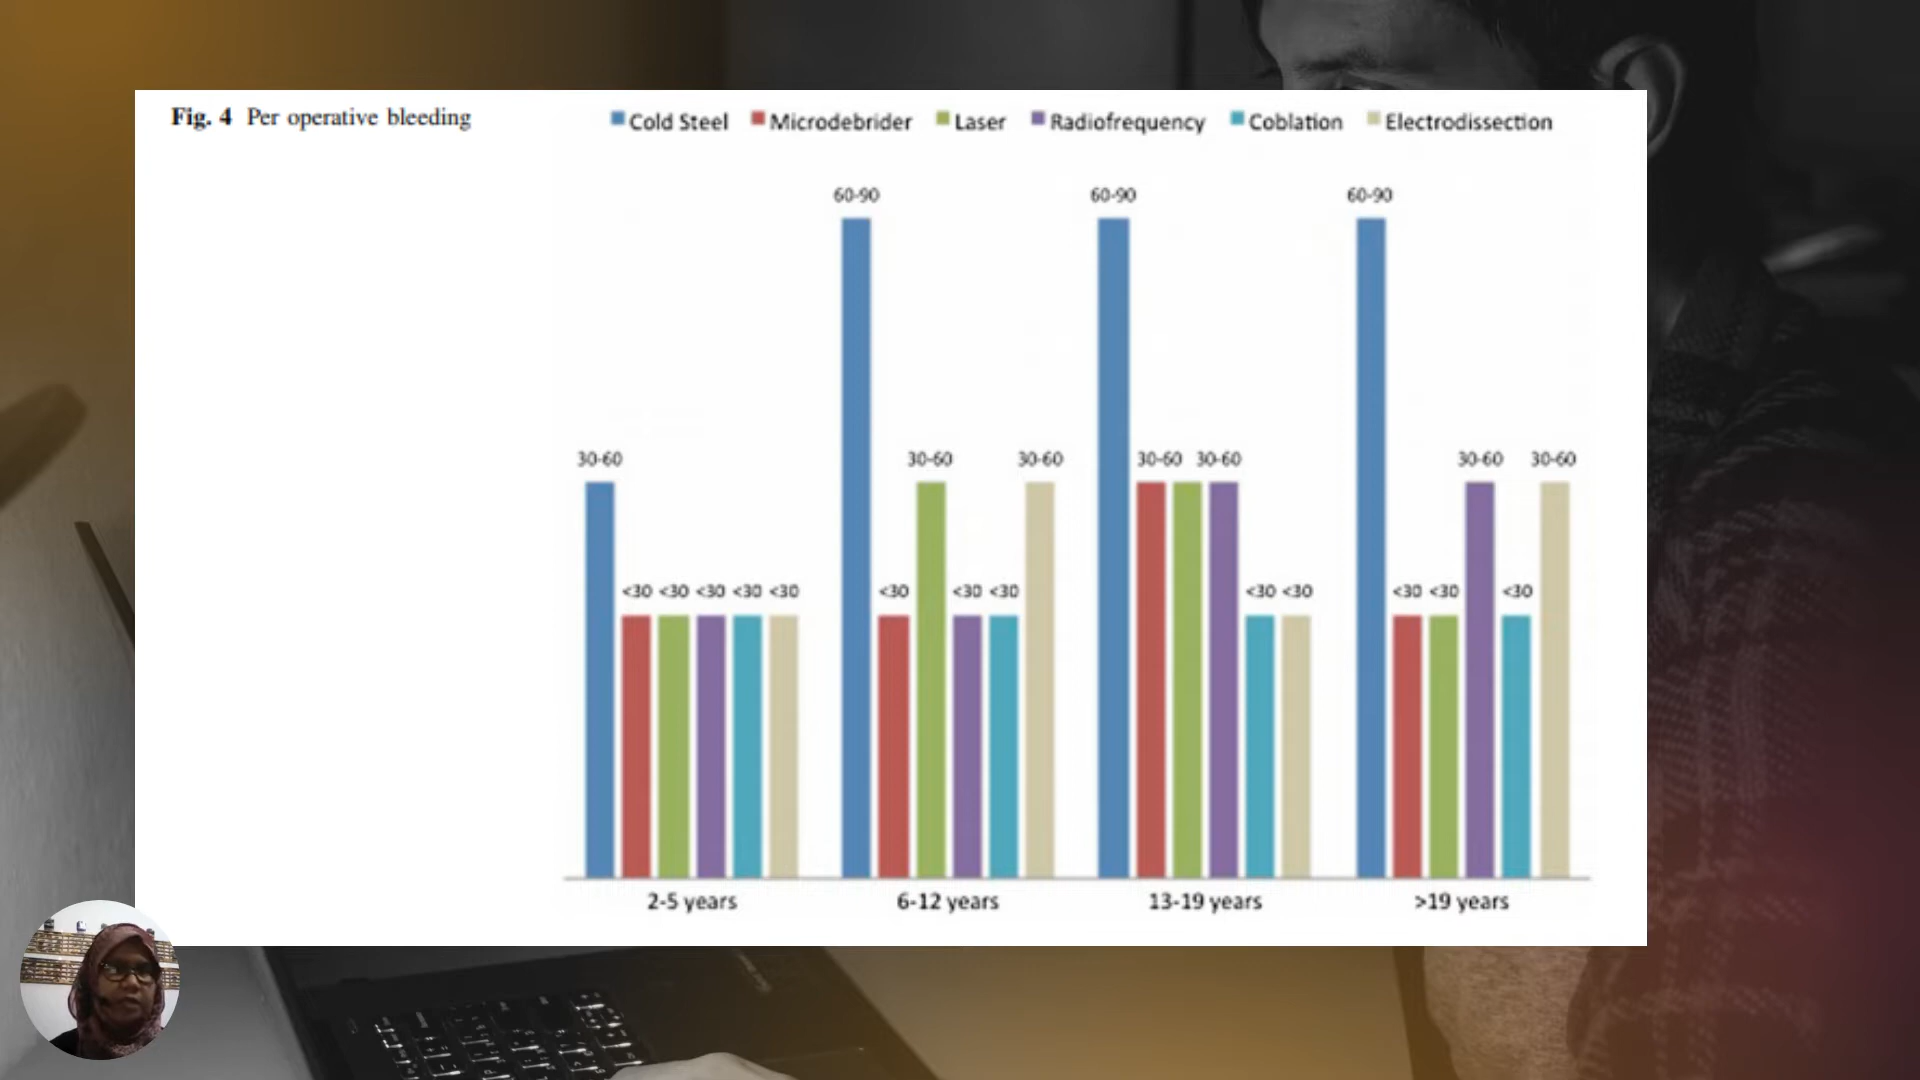 Fig. 4 Per operative bleeding
Cold Steel Microdebrider Laser Radiofrequency Coblation Electrodissection
60-90 60-90 60-90
30-60 30-60 30-60 30-60 30-60 30-60 30-60
<30 <30 <30 <30 <30 <30 <30 <30 <30 <30 <30 <30 <30
2-5 years 6-12 years 13-19 years >19 years